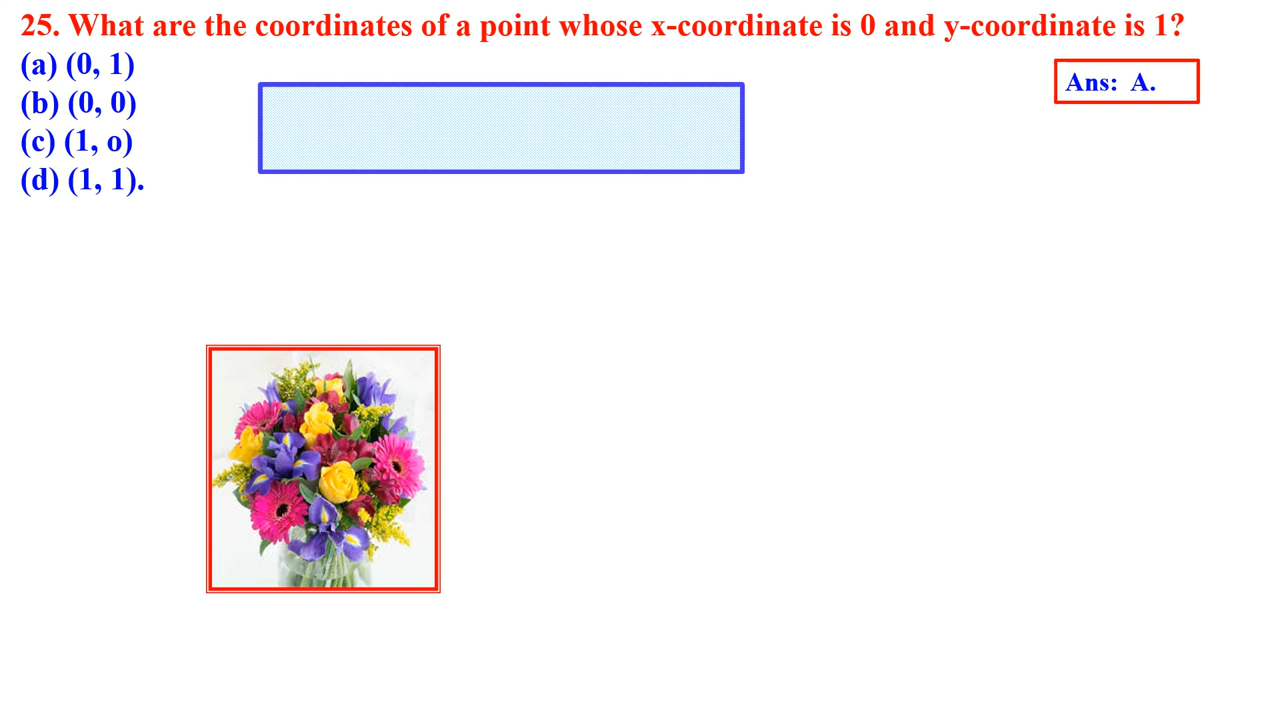 25. What are the coordinates of a point whose x-coordinate is 0 and y-coordinate is 1?
(a) (0, 1)
(b) (0, 0)
(c) (1, o)
(d) (1, 1).
Ans: A.